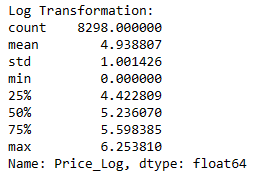 Log Transformation:
count    8298.000000
mean        4.938807
std         1.001426
min         0.000000
25%         4.422809
50%         5.236070
75%         5.598385
max         6.253810
Name: Price_Log, dtype: float64